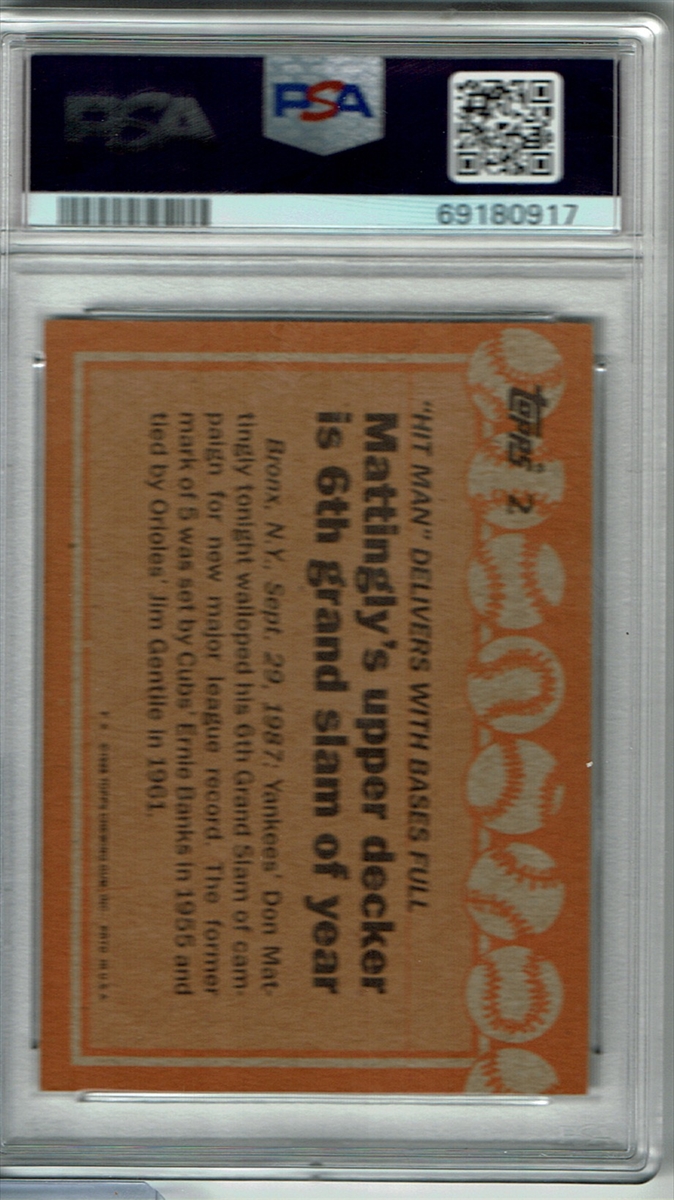 PSA
PSA
69180917
topps 2
"HIT MAN" DELIVERS WITH BASES FULL
Mattingly's upper decker
is 6th grand slam of year
Bronx, N.Y., Sept. 29, 1987: Yankees' Don Mat-
tingly tonight walloped his 6th Grand Slam of cam-
paign for new major league record. The former
mark of 5 was set by Cubs' Ernie Banks in 1955 and
tied by Orioles' Jim Gentile in 1961.